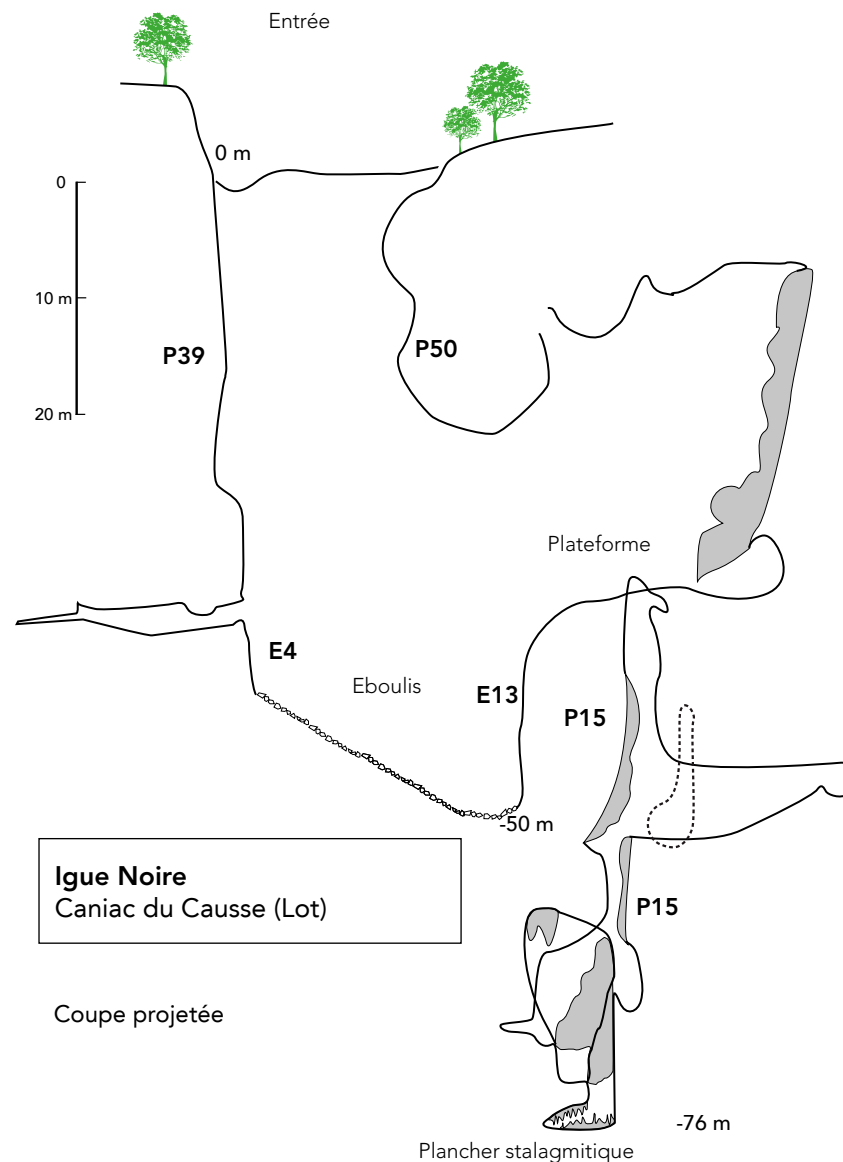 Entrée
0 m
0
10 m
P39
P50
20 m
Plateforme
E4
Eboulis
E13
P15
-50 m
Igue Noire
Caniac du Causse (Lot)
P15
Coupe projetée
-76 m
Plancher stalagmitique